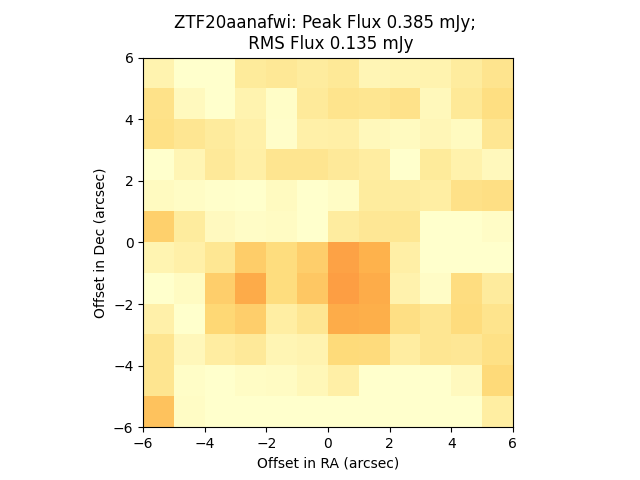 ZTF20aanafwi: Peak Flux 0.385 mJy;
RMS Flux 0.135 mJy
6
4
2
0
−2
−4
−6
Offset in Dec (arcsec)
−6 −4 −2 0 2 4 6
Offset in RA (arcsec)